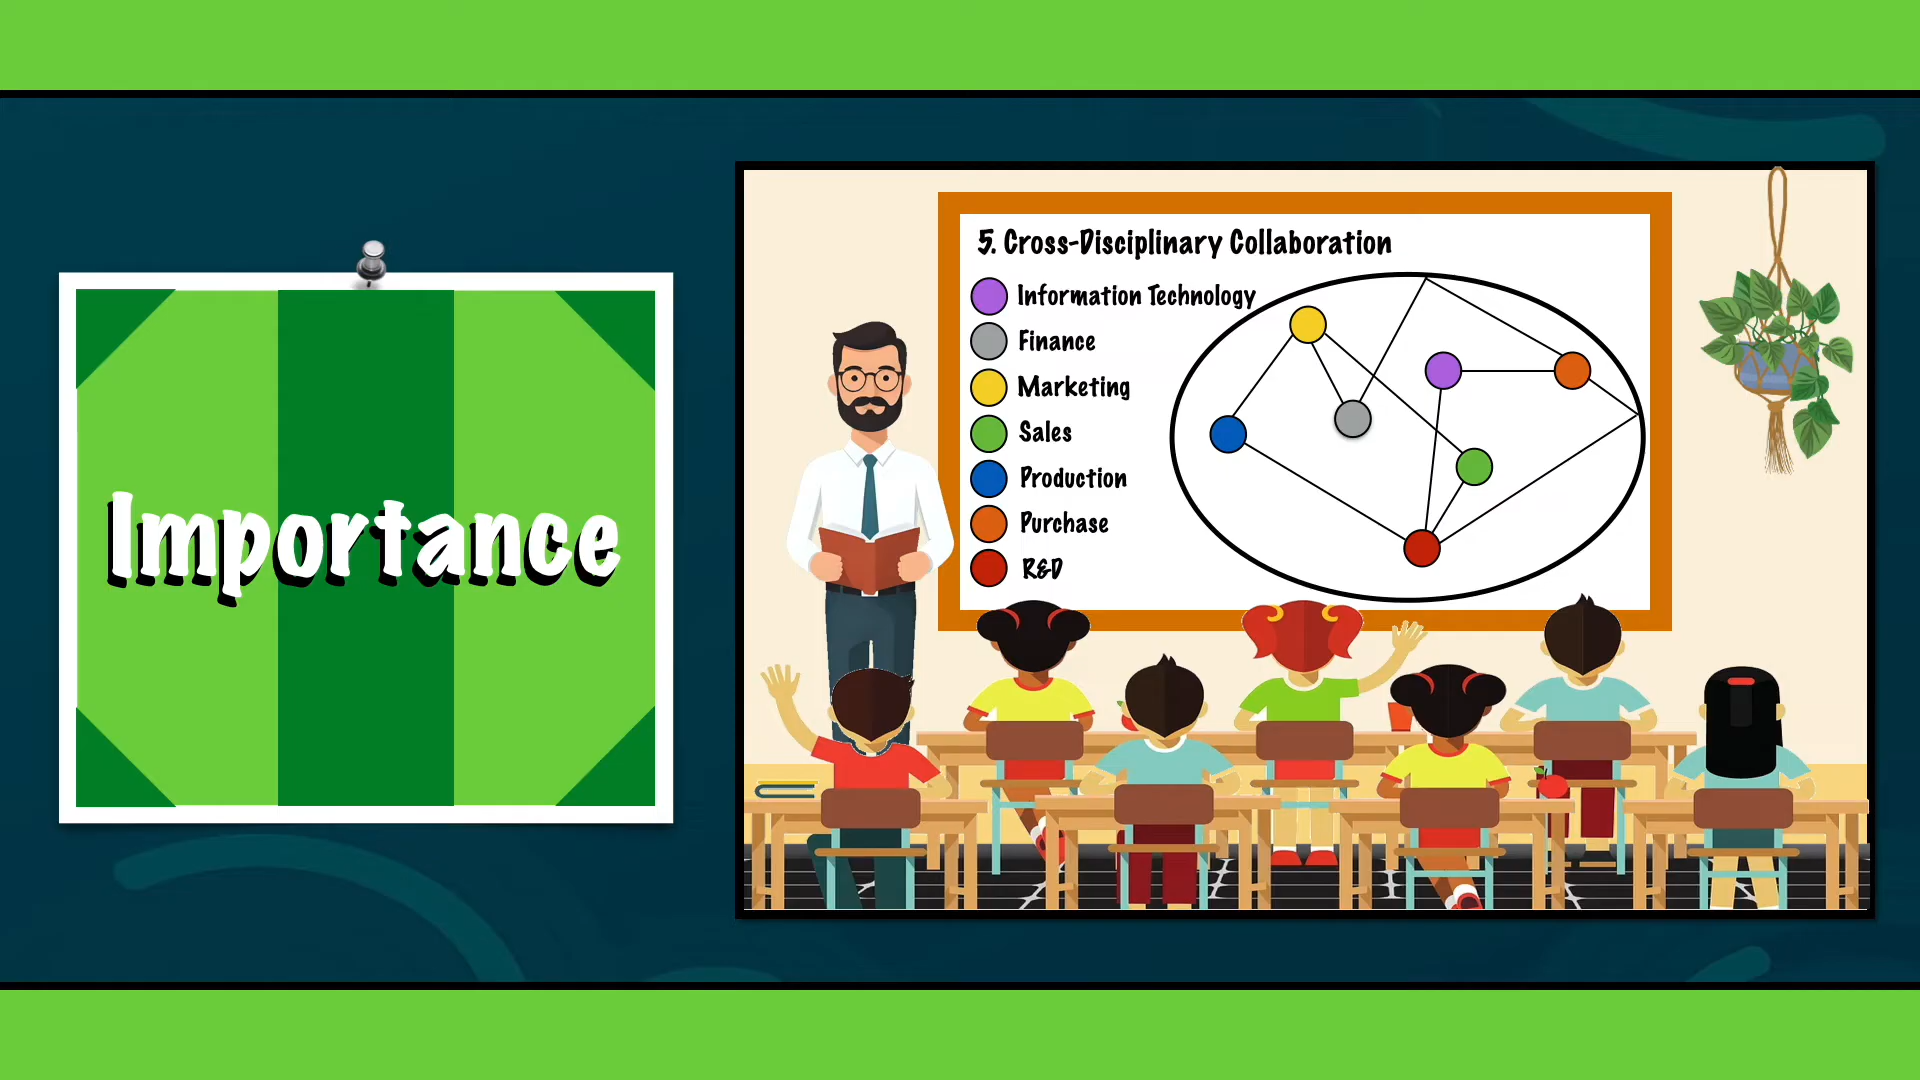 Importance
5. Cross-Disciplinary Collaboration
Information Technology
Finance
Marketing
Sales
Production
Purchase
R&D